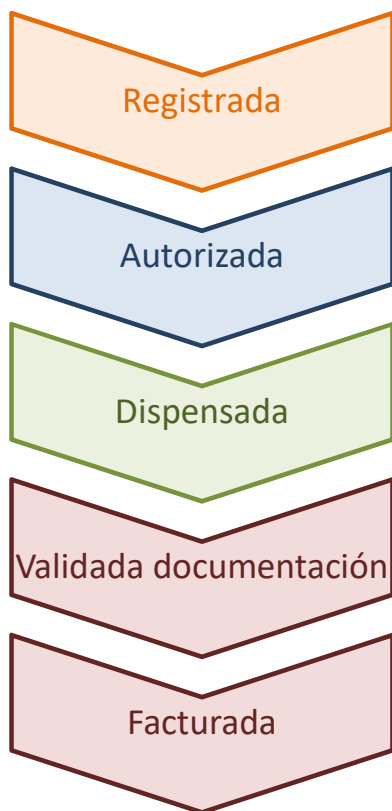 Registrada
Autorizada
Dispensada
Validada documentación
Facturada